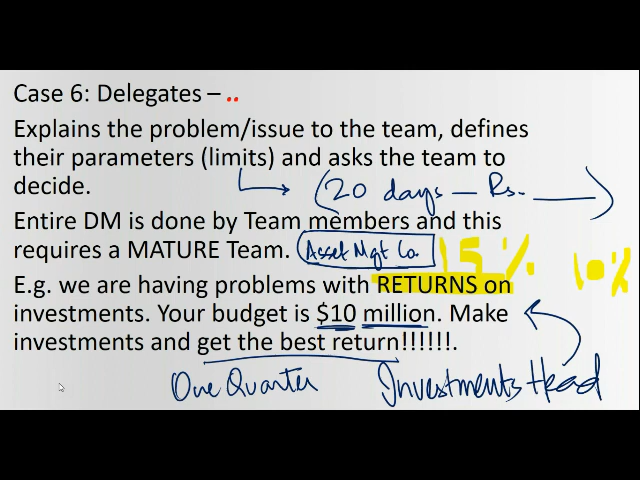 Case 6: Delegates – ..
Explains the problem/issue to the team, defines
their parameters (limits) and asks the team to
decide.
(20 days — Rs. ____)
Entire DM is done by Team members and this
requires a MATURE Team.
Asset Mgt Co.
15%
10%
E.g. we are having problems with RETURNS on
investments. Your budget is $10 million. Make
investments and get the best return!!!!!!.
One Quarter
Investments Head